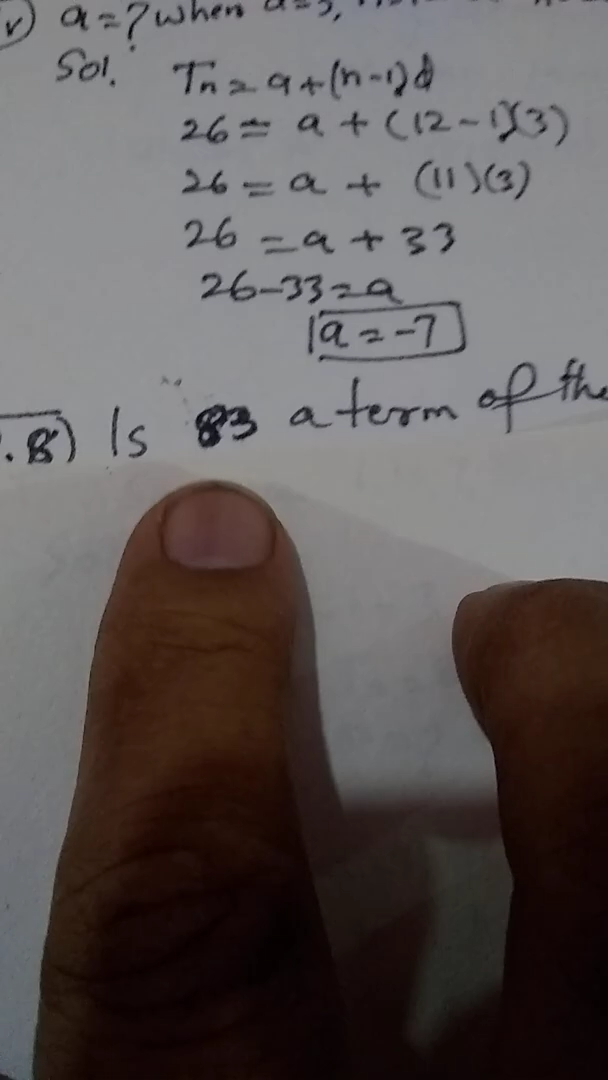 v) a=? when d=3,
Sol. Tn = a+(n-1)d
26 = a + (12-1)(3)
26 = a + (11)(3)
26 = a + 33
26-33=a
a = -7
.8) Is 83 a term of the